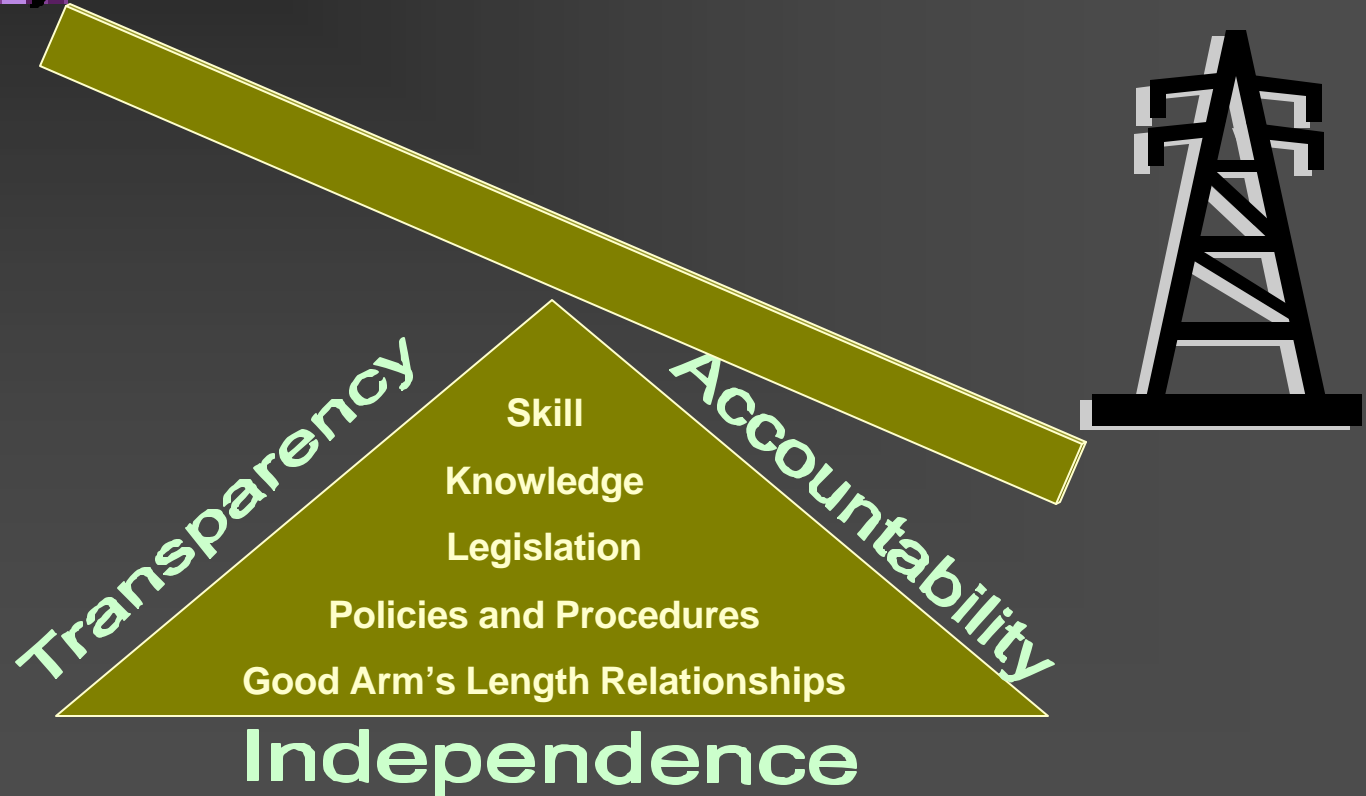 Transparency
Accountability
Skill
Knowledge
Legislation
Policies and Procedures
Good Arm’s Length Relationships
Independence